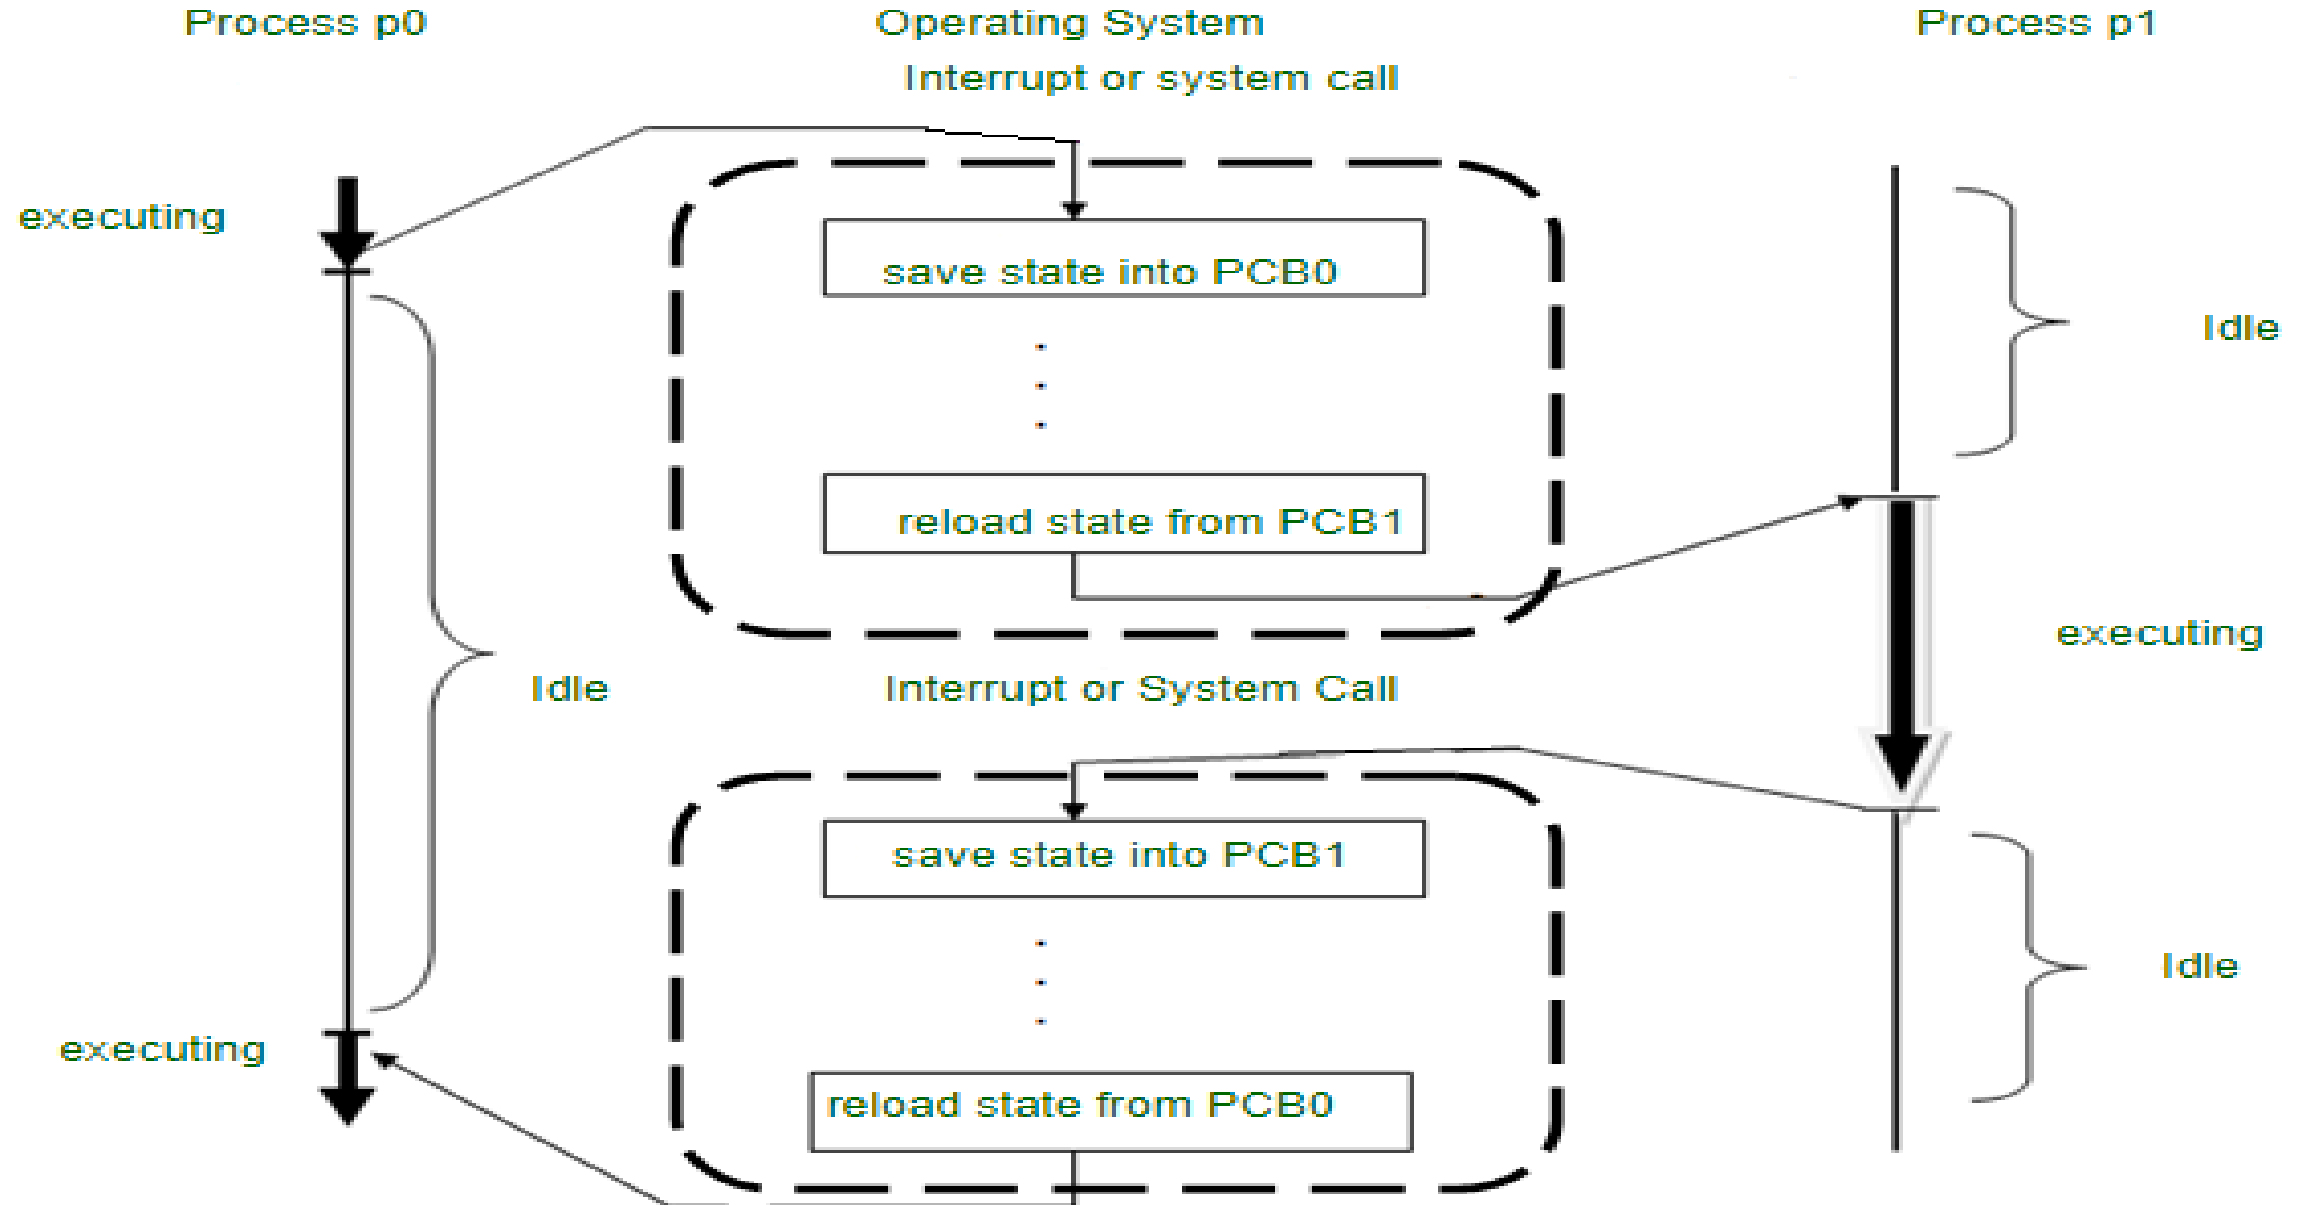 Process p0
Operating System
Process p1
Interrupt or system call
executing
save state into PCB0
Idle
reload state from PCB1
executing
Idle
Interrupt or System Call
save state into PCB1
Idle
executing
reload state from PCB0